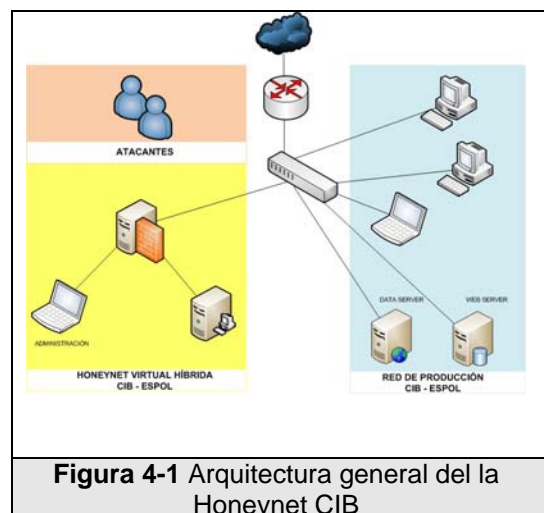 ATACANTES
ADMINISTRACIÓN
HONEYNET VIRTUAL HÍBRIDA
CIB - ESPOL
DATA SERVER
WEB SERVER
RED DE PRODUCCIÓN
CIB - ESPOL
Figura 4-1 Arquitectura general del la
Honeynet CIB